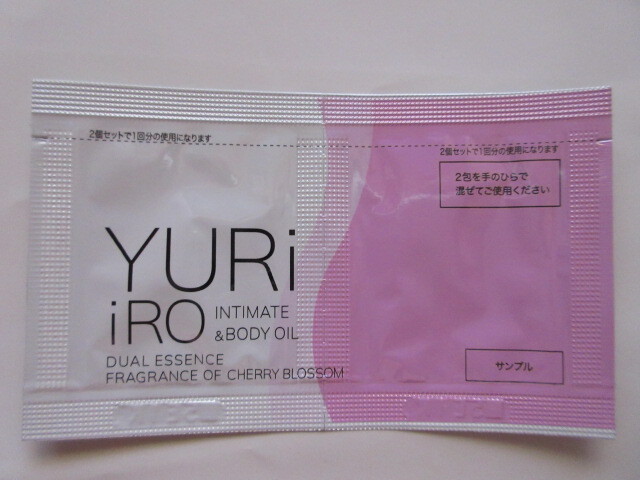 2個セットで1回分の使用になります
2個セットで1回分の使用になります
2包を手のひらで
混ぜてご使用ください
YURi
iRO
INTIMATE
&BODY OIL
DUAL ESSENCE
FRAGRANCE OF CHERRY BLOSSOM
サンプル